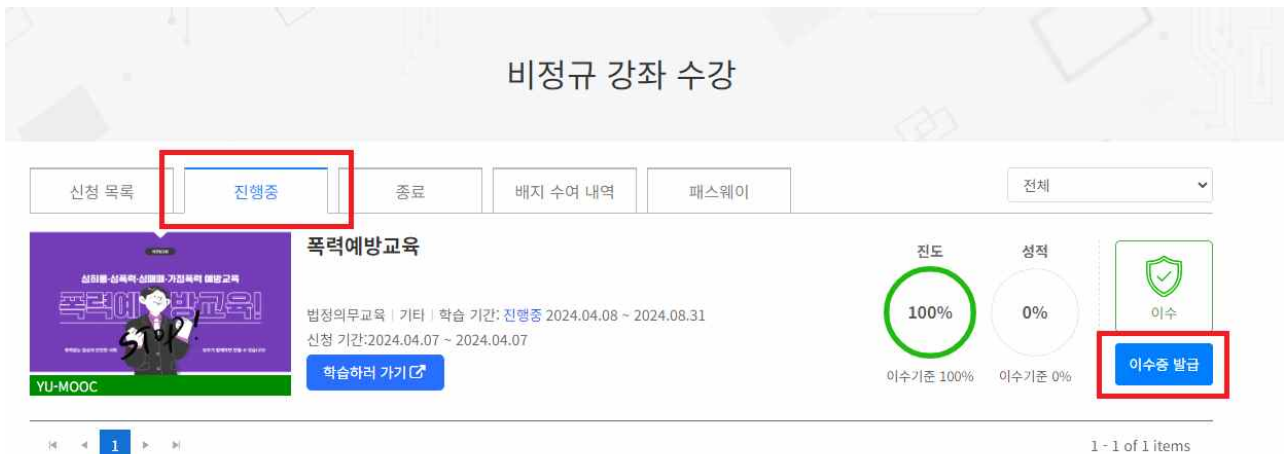 비정규 강좌 수강
신청 목록
진행중
종료
배지 수여 내역
패스웨이
전체
성희롱·성폭력·성매매·가정폭력 예방교육
폭력예방교육!
STOP!
YU-MOOC
폭력예방교육
법정의무교육 | 기타 | 학습 기간: 진행중 2024.04.08 ~ 2024.08.31
신청 기간:2024.04.07 ~ 2024.04.07
학습하러 가기
진도
100%
이수기준 100%
성적
0%
이수기준 0%
이수
이수증 발급
1
1 - 1 of 1 items